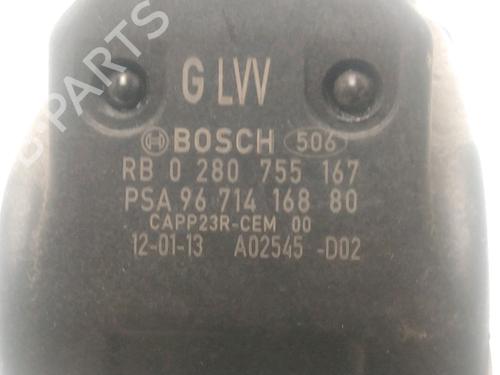 B-PARTS
G LVV
BOSCH 506
RB 0 280 755 167
PSA 96 714 168 80
CAPP23R-CEM 00
12-01-13 A02545 -D02